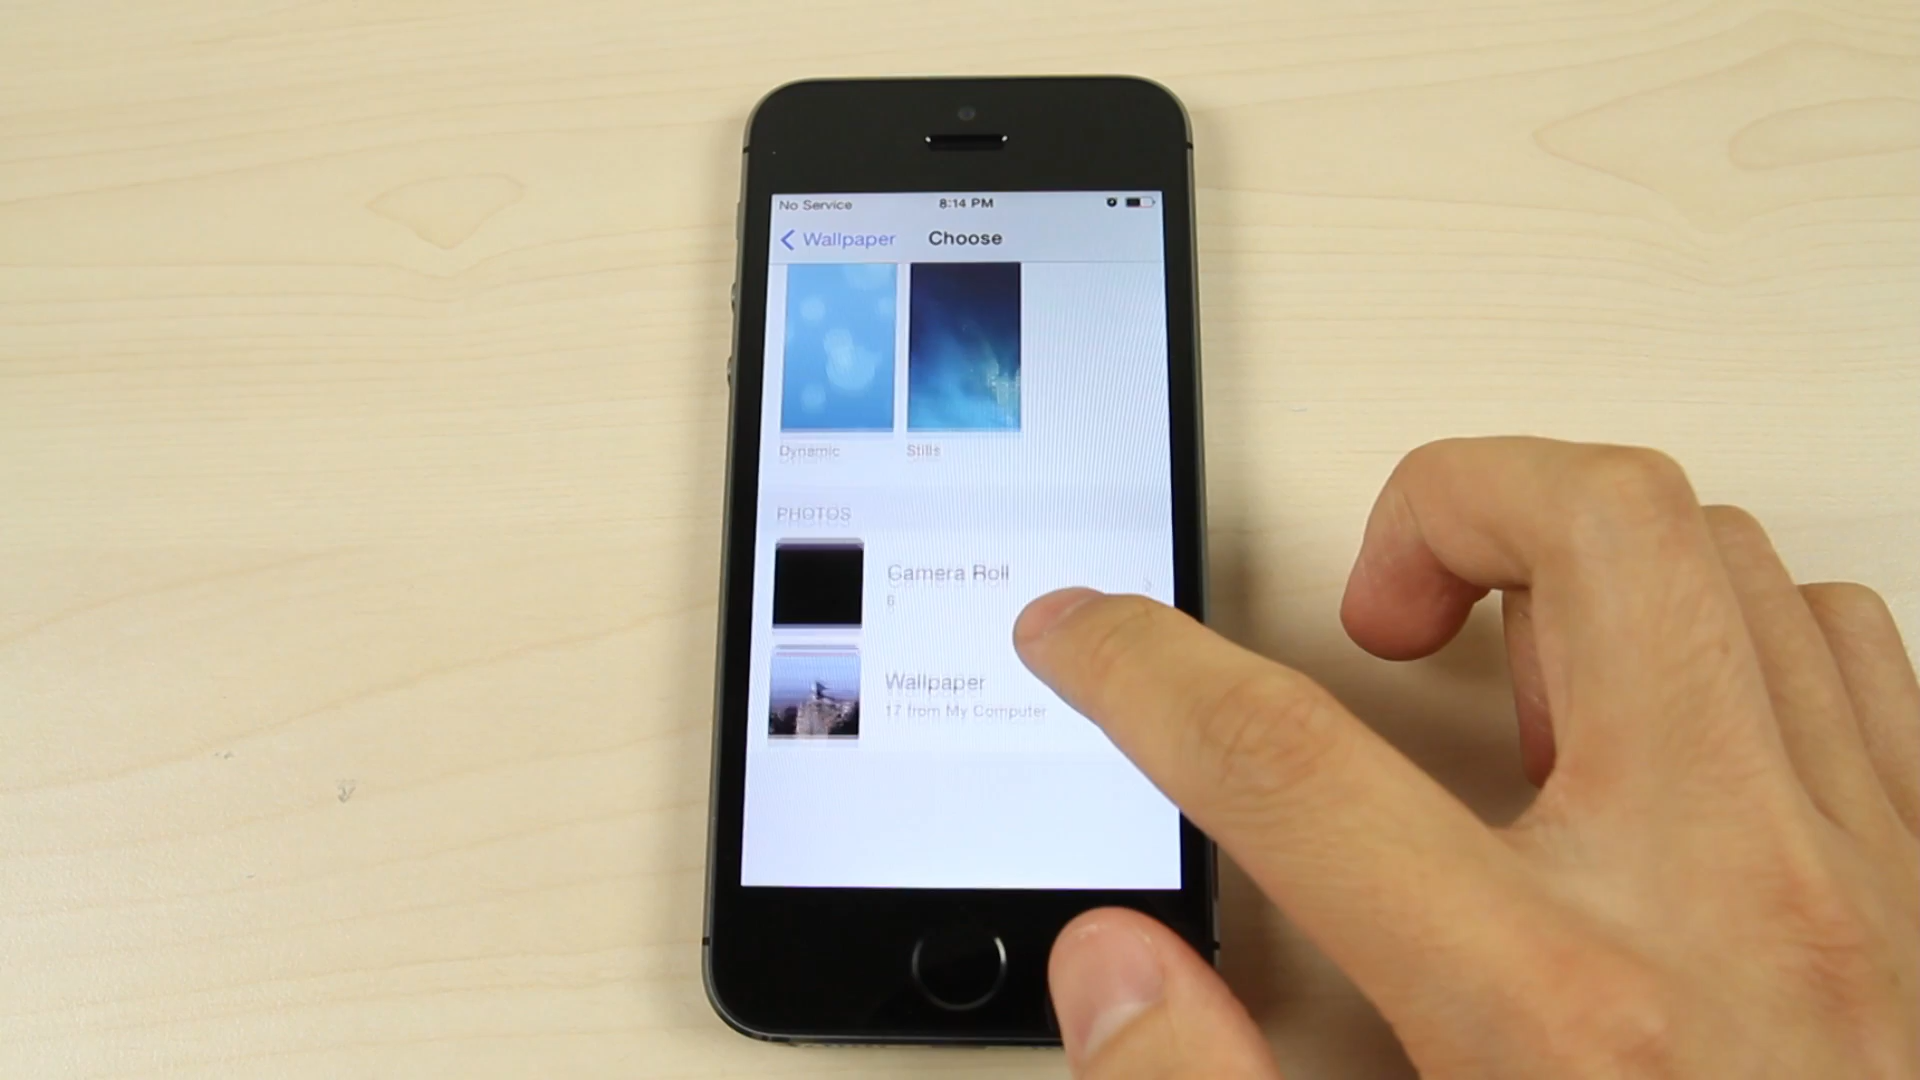 No Service 8:14 PM
Wallpaper Choose
Dynamic Stills
PHOTOS
Camera Roll
6
Wallpaper
17 from My Computer